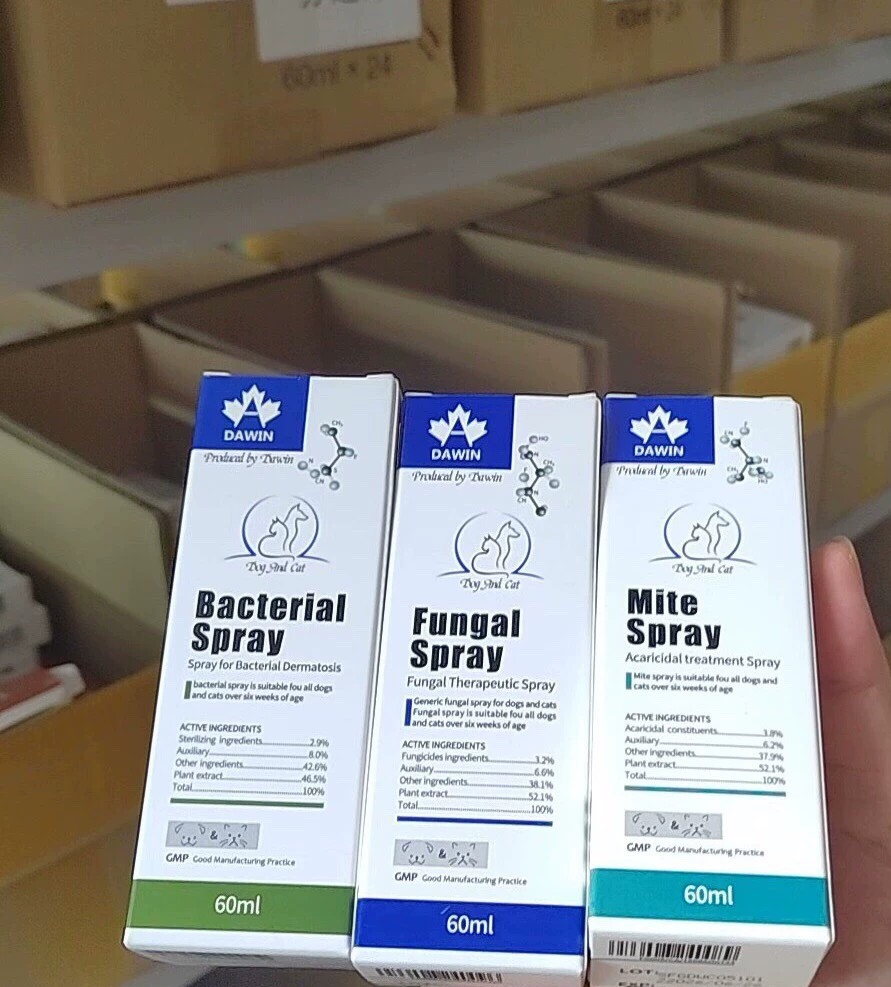 60ml × 24
60ml × 24
DAWIN
Produced by Dawin
Dog And Cat
Bacterial
Spray
Spray for Bacterial Dermatosis
bacterial spray is suitable fou all dogs
and cats over six weeks of age
ACTIVE INGREDIENTS
Sterilizing ingredients 2.9%
Auxiliary 8.0%
Other ingredients 42.6%
Plant extract 46.5%
Total 100%
&
GMP Good Manufacturing Practice
60ml
DAWIN
Produced by Dawin
Dog And Cat
Fungal
Spray
Fungal Therapeutic Spray
Generic fungal spray for dogs and cats
Fungal spray is suitable fou all dogs
and cats over six weeks of age
ACTIVE INGREDIENTS
Fungicides ingredients 3.2%
Auxiliary 6.6%
Other ingredients 38.1%
Plant extract 52.1%
Total 100%
&
GMP Good Manufacturing Practice
60ml
DAWIN
Produced by Dawin
Dog And Cat
Mite
Spray
Acaricidal treatment Spray
Mite spray is suitable fou all dogs and
cats over six weeks of age
ACTIVE INGREDIENTS
Acaricidal constituents 3.8%
Auxiliary 6.2%
Other ingredients 37.9%
Plant extract 52.1%
Total 100%
&
GMP Good Manufacturing Practice
60ml
LOT:
EXP: